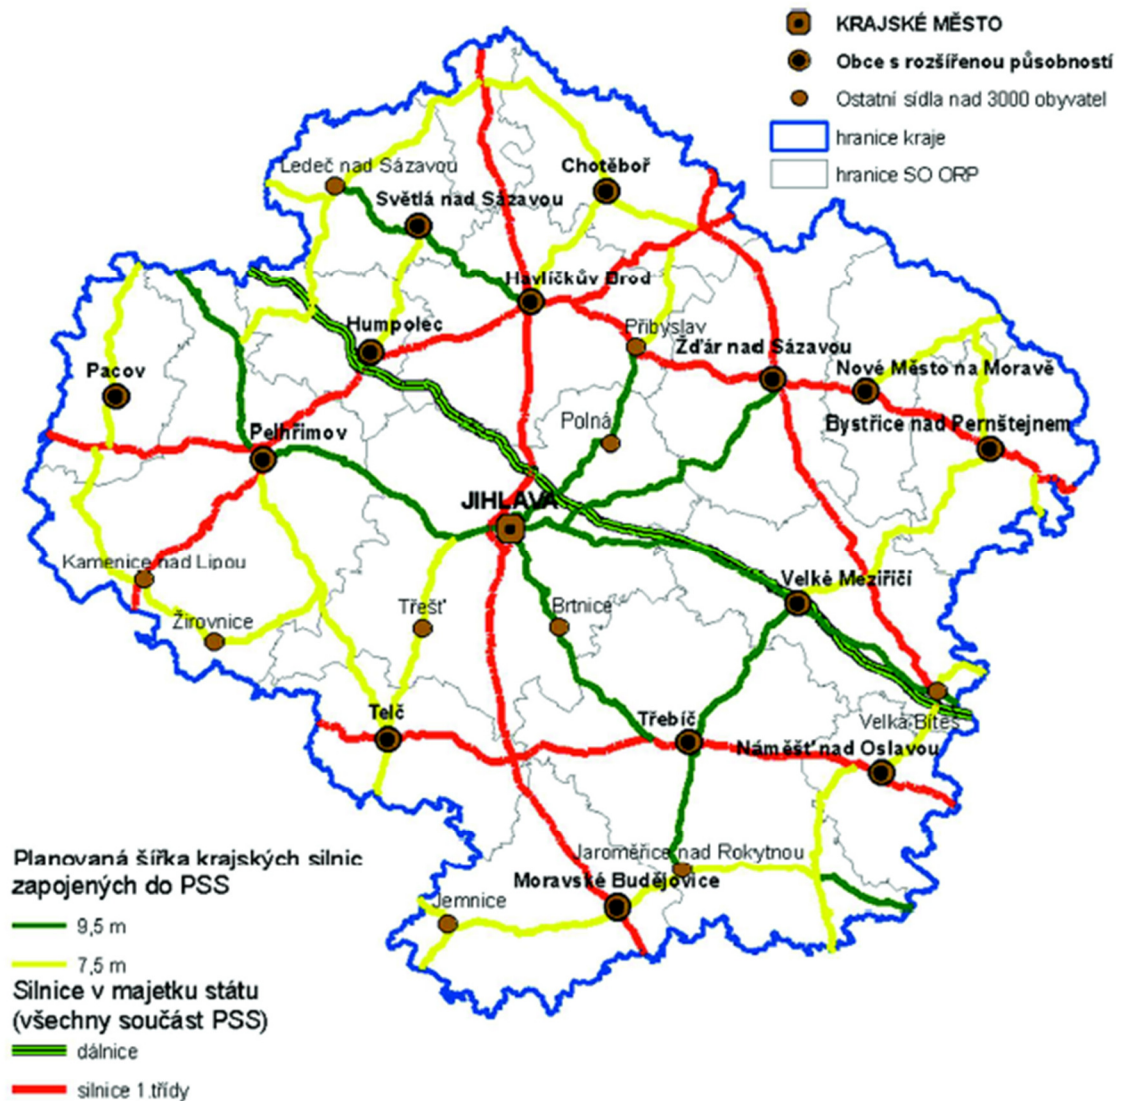 KRAJSKÉ MĚSTO
Obce s rozšířenou působností
Ostatní sídla nad 3000 obyvatel
hranice kraje
hranice SO ORP
Ledeč nad Sázavou
Chotěboř
Světlá nad Sázavou
Havlíčkův Brod
Humpolec
Přibyslav
Žďár nad Sázavou
Pacov
Nové Město na Moravě
Polná
Bystřice nad Pernštejnem
Pelhřimov
JIHLAVA
Kamenice nad Lipou
Velké Meziříčí
Třešť
Brtnice
Žirovnice
Telč
Třebíč
Velká Bíteš
Náměšť nad Oslavou
Jaroměřice nad Rokytnou
Moravské Budějovice
Jemnice
Planovaná šířka krajských silnic
zapojených do PSS
9,5 m
7,5 m
Silnice v majetku státu
(všechny součást PSS)
dálnice
silnice 1.třídy